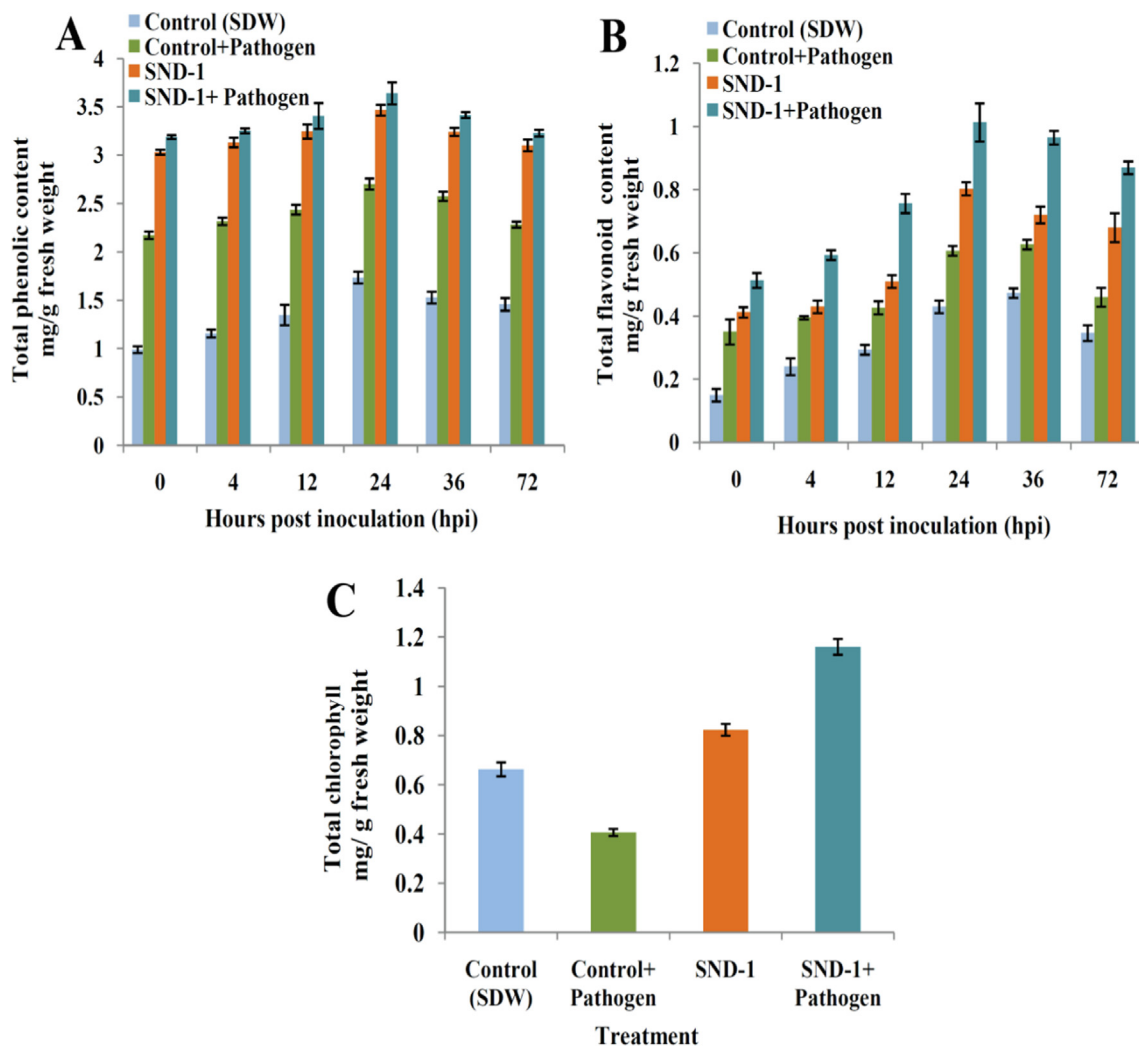 A
Control (SDW)
Control+Pathogen
SND-1
SND-1+ Pathogen
Total phenolic content
mg/g fresh weight
4
3.5
3
2.5
2
1.5
1
0.5
0
0 4 12 24 36 72
Hours post inoculation (hpi)
B
Control (SDW)
Control+Pathogen
SND-1
SND-1+Pathogen
Total flavonoid content
mg/g fresh weight
1.2
1
0.8
0.6
0.4
0.2
0
0 4 12 24 36 72
Hours post inoculation (hpi)
C
Total chlorophyll
mg/ g fresh weight
1.4
1.2
1
0.8
0.6
0.4
0.2
0
Control
(SDW)
Control+
Pathogen
SND-1
SND-1+
Pathogen
Treatment